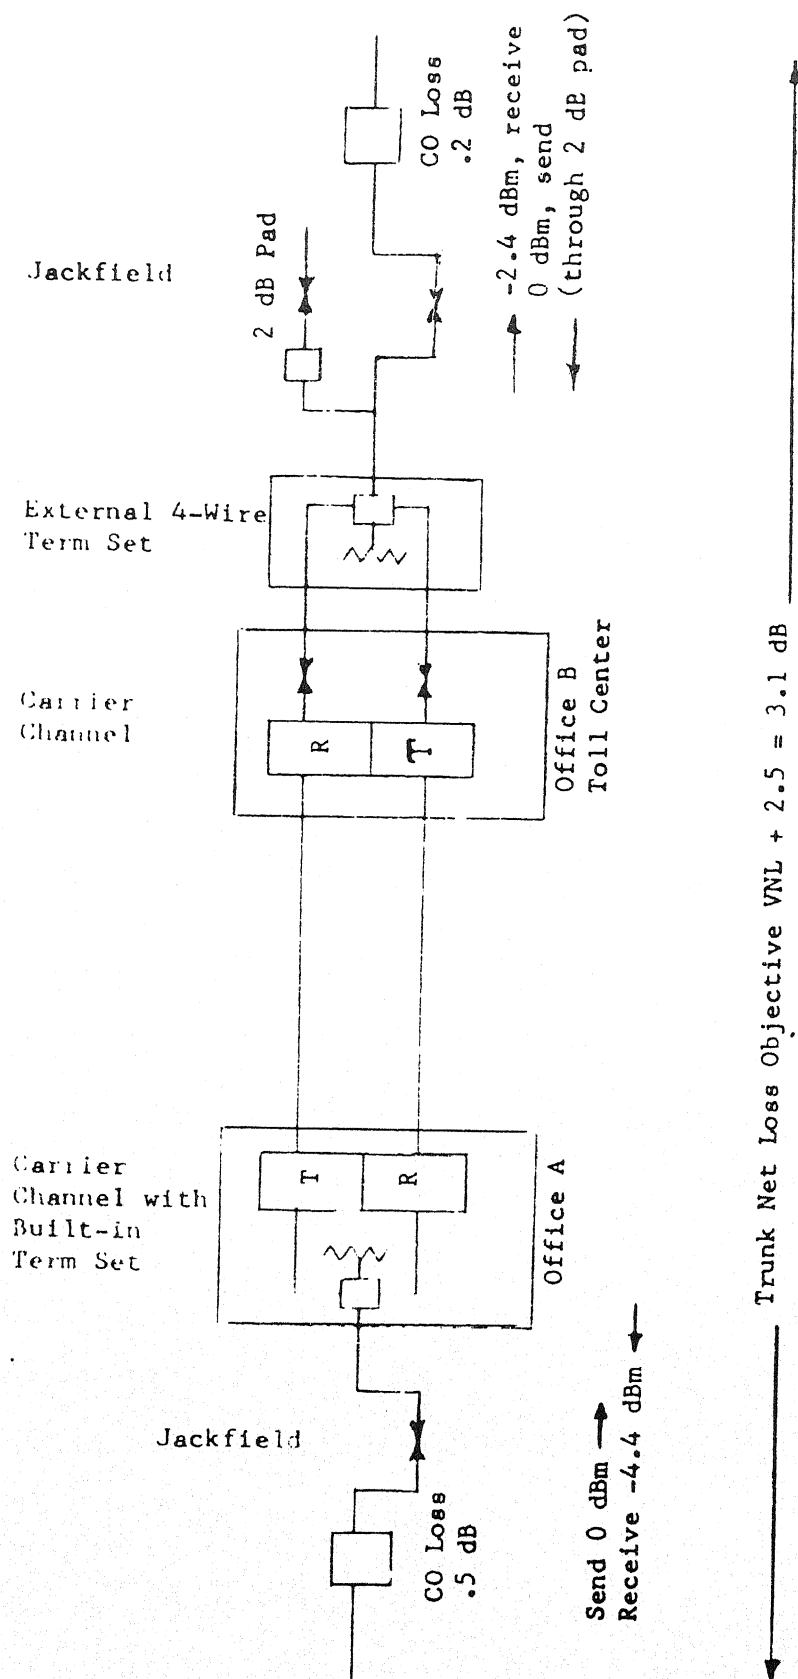 Jackfield
2 dB Pad
CO Loss
.2 dB
-2.4 dBm, receive
0 dBm, send
(through 2 dB pad)
External 4-Wire
Term Set
Carrier
Channel
R
T
Office B
Toll Center
Carrier
Channel with
Built-in
Term Set
T
R
Office A
Jackfield
CO Loss
.5 dB
Send 0 dBm
Receive -4.4 dBm
Trunk Net Loss Objective VNL + 2.5 = 3.1 dB